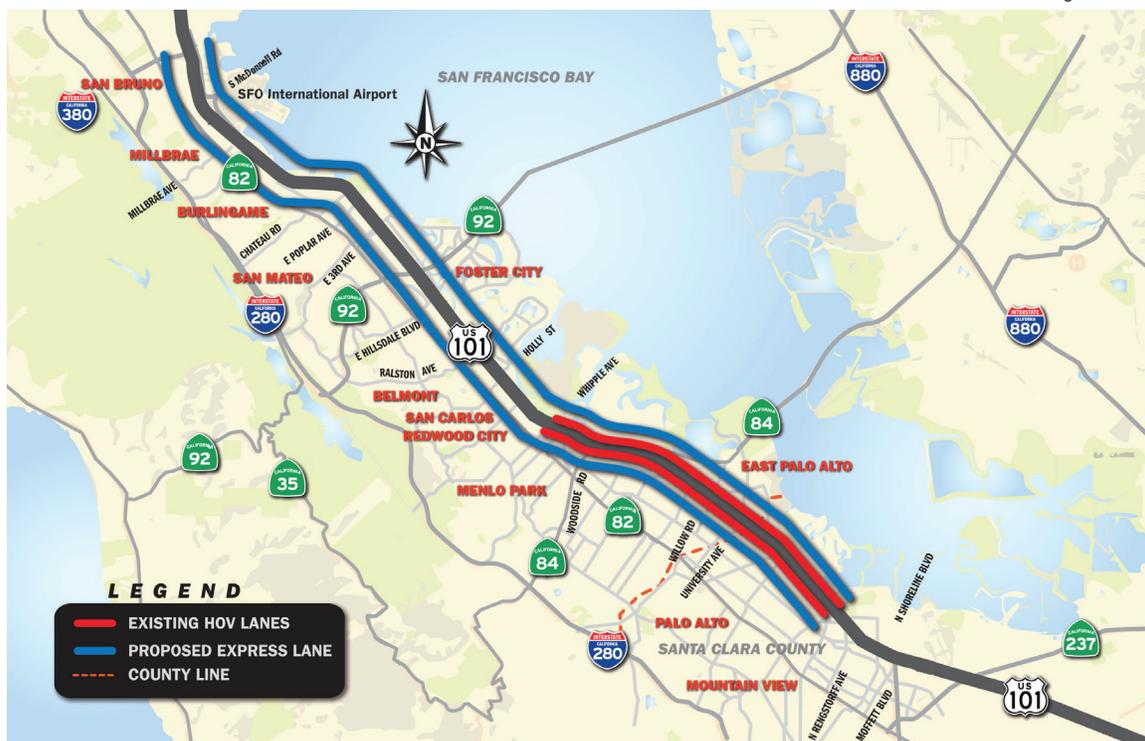 S McDonnell Rd
SAN FRANCISCO BAY
INTERSTATE
CALIFORNIA
880
SAN BRUNO
SFO International Airport
INTERSTATE
CALIFORNIA
380
N
MILLBRAE
CALIFORNIA
82
MILLBRAE AVE
BURLINGAME
CALIFORNIA
92
CHATEAU RD
E POPLAR AVE
E 3RD AVE
SAN MATEO
FOSTER CITY
INTERSTATE
CALIFORNIA
280
CALIFORNIA
92
INTERSTATE
CALIFORNIA
880
E HILLSDALE BLVD
US
101
HOLLY ST
RALSTON AVE
WHIPPLE AVE
BELMONT
SAN CARLOS
REDWOOD CITY
CALIFORNIA
84
CALIFORNIA
92
CALIFORNIA
35
EAST PALO ALTO
MENLO PARK
WOODSIDE RD
CALIFORNIA
82
WILLOW RD
UNIVERSITY AVE
CALIFORNIA
84
N SHORELINE BLVD
LEGEND
EXISTING HOV LANES
PROPOSED EXPRESS LANE
COUNTY LINE
PALO ALTO
INTERSTATE
CALIFORNIA
280
SANTA CLARA COUNTY
CALIFORNIA
237
MOUNTAIN VIEW
N RENGSTORFF AVE
MOFFETT BLVD
US
101